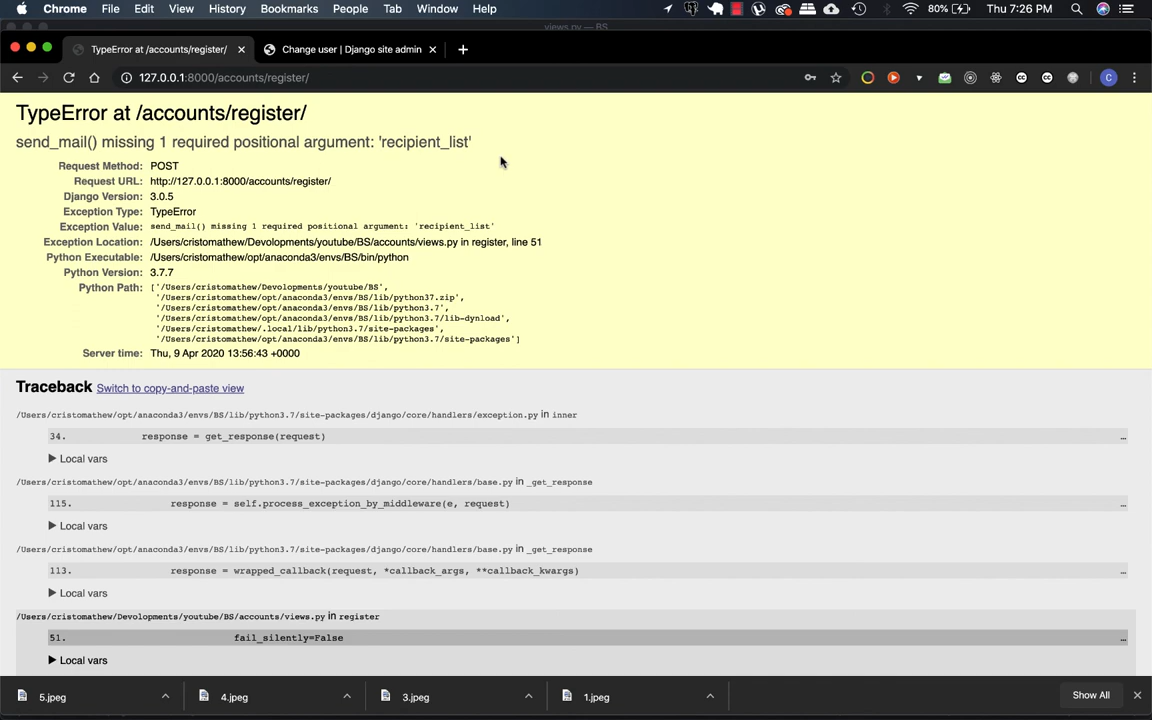 Chrome File Edit View History Bookmarks People Tab Window Help 80% Thu 7:26 PM
views.py — BS
TypeError at /accounts/register/ Change user | Django site admin
127.0.0.1:8000/accounts/register/ C
TypeError at /accounts/register/
send_mail() missing 1 required positional argument: 'recipient_list'
Request Method: POST
Request URL: http://127.0.0.1:8000/accounts/register/
Django Version: 3.0.5
Exception Type: TypeError
Exception Value: send_mail() missing 1 required positional argument: 'recipient_list'
Exception Location: /Users/cristomathew/Devolopments/youtube/BS/accounts/views.py in register, line 51
Python Executable: /Users/cristomathew/opt/anaconda3/envs/BS/bin/python
Python Version: 3.7.7
Python Path: ['/Users/cristomathew/Devolopments/youtube/BS',
'/Users/cristomathew/opt/anaconda3/envs/BS/lib/python37.zip',
'/Users/cristomathew/opt/anaconda3/envs/BS/lib/python3.7',
'/Users/cristomathew/opt/anaconda3/envs/BS/lib/python3.7/lib-dynload',
'/Users/cristomathew/.local/lib/python3.7/site-packages',
'/Users/cristomathew/opt/anaconda3/envs/BS/lib/python3.7/site-packages']
Server time: Thu, 9 Apr 2020 13:56:43 +0000
Traceback Switch to copy-and-paste view
/Users/cristomathew/opt/anaconda3/envs/BS/lib/python3.7/site-packages/django/core/handlers/exception.py in inner
34. response = get_response(request) …
▶ Local vars
/Users/cristomathew/opt/anaconda3/envs/BS/lib/python3.7/site-packages/django/core/handlers/base.py in _get_response
115. response = self.process_exception_by_middleware(e, request) …
▶ Local vars
/Users/cristomathew/opt/anaconda3/envs/BS/lib/python3.7/site-packages/django/core/handlers/base.py in _get_response
113. response = wrapped_callback(request, *callback_args, **callback_kwargs) …
▶ Local vars
/Users/cristomathew/Devolopments/youtube/BS/accounts/views.py in register
51. fail_silently=False …
▶ Local vars
5.jpeg 4.jpeg 3.jpeg 1.jpeg Show All